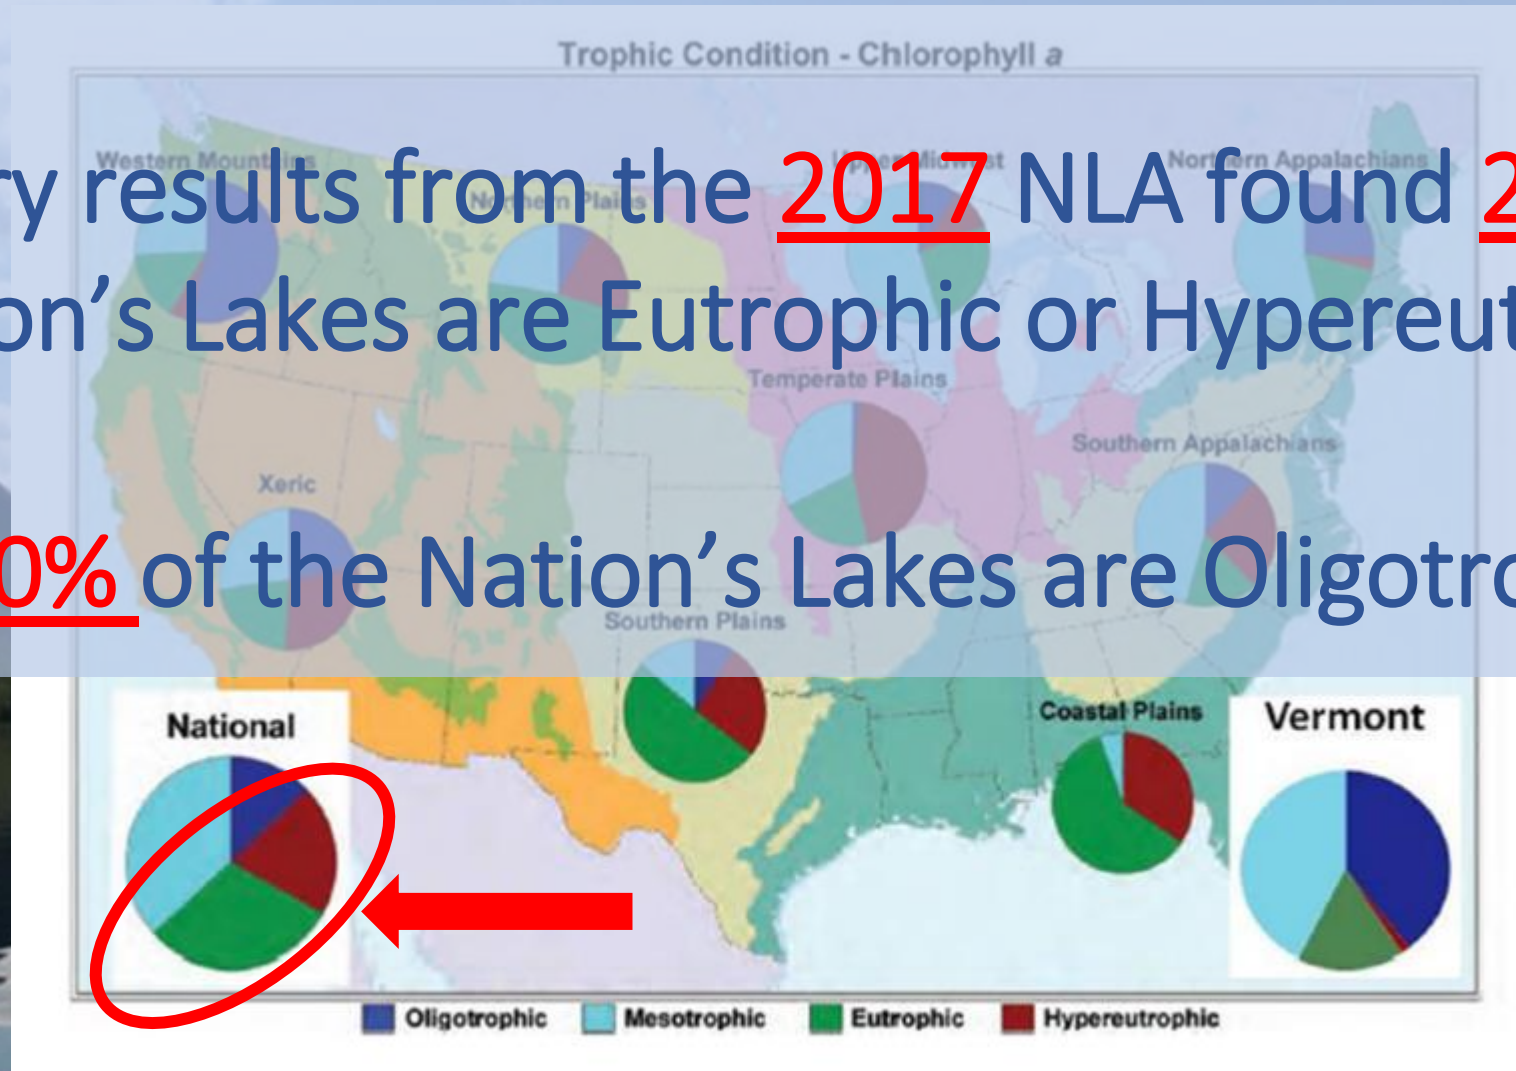 Trophic Condition - Chlorophyll a
Western Mountains
Upper Midwest
Northern Appalachians
ry results from the 2017 NLA found 2
Northern Plains
on's Lakes are Eutrophic or Hypereut
Temperate Plains
Southern Appalachians
Xeric
0% of the Nation's Lakes are Oligotro
Southern Plains
National
Coastal Plains
Vermont
Oligotrophic
Mesotrophic
Eutrophic
Hypereutrophic